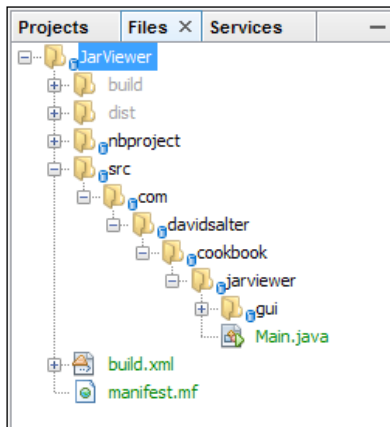 Projects Files × Services
JarViewer
build
dist
nbproject
src
com
davidsalter
cookbook
jarviewer
gui
Main.java
build.xml
manifest.mf